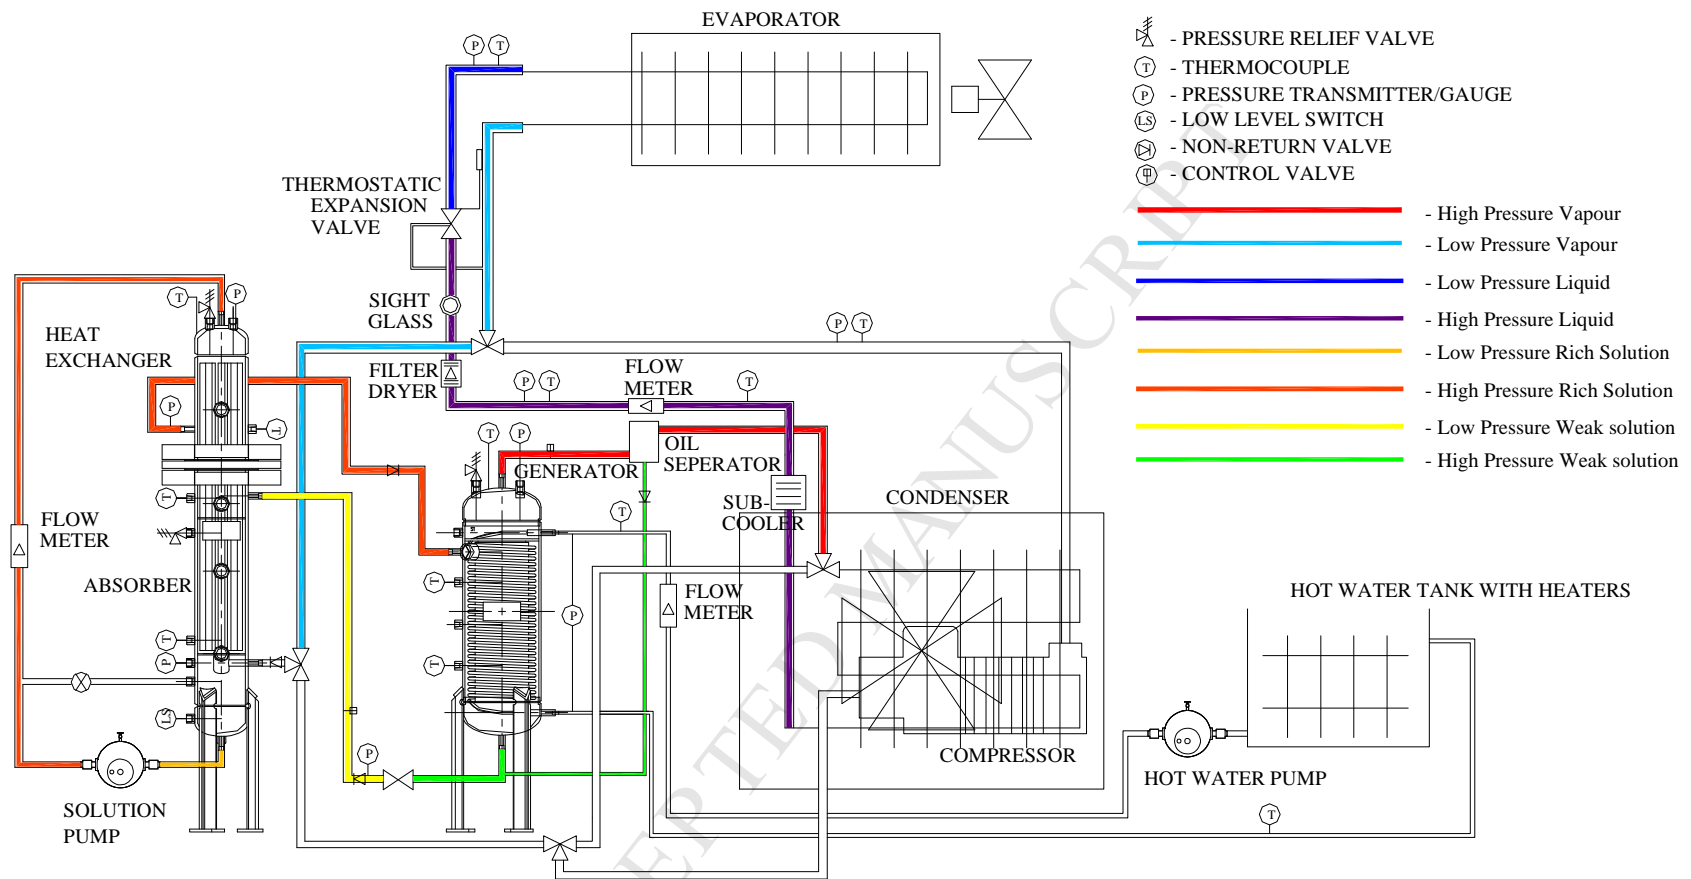 EVAPORATOR
P T
T - PRESSURE RELIEF VALVE
T - THERMOCOUPLE
P - PRESSURE TRANSMITTER/GAUGE
LS - LOW LEVEL SWITCH
- NON-RETURN VALVE
- CONTROL VALVE
- High Pressure Vapour
- Low Pressure Vapour
- Low Pressure Liquid
- High Pressure Liquid
- Low Pressure Rich Solution
- High Pressure Rich Solution
- Low Pressure Weak solution
- High Pressure Weak solution
THERMOSTATIC
EXPANSION
VALVE
SIGHT
GLASS
FILTER
DRYER
FLOW
METER
P T
P T
T
T P
HEAT
EXCHANGER
P
T
T
FLOW
METER
ABSORBER
T
P
LS
SOLUTION
PUMP
T P
GENERATOR
OIL
SEPERATOR
SUB-
COOLER
CONDENSER
T
T
P
T
FLOW
METER
P
COMPRESSOR
HOT WATER TANK WITH HEATERS
HOT WATER PUMP
T
EPTED MANUSCRIPT